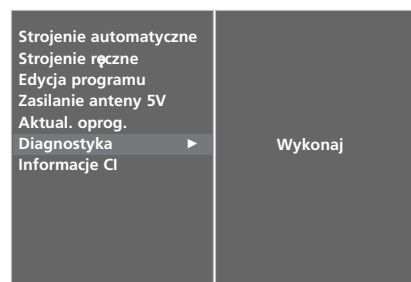 Strojenie automatyczne
Strojenie ręczne
Edycja programu
Zasilanie anteny 5V
Aktual. oprog.
Diagnostyka ►
Wykonaj
Informacje CI